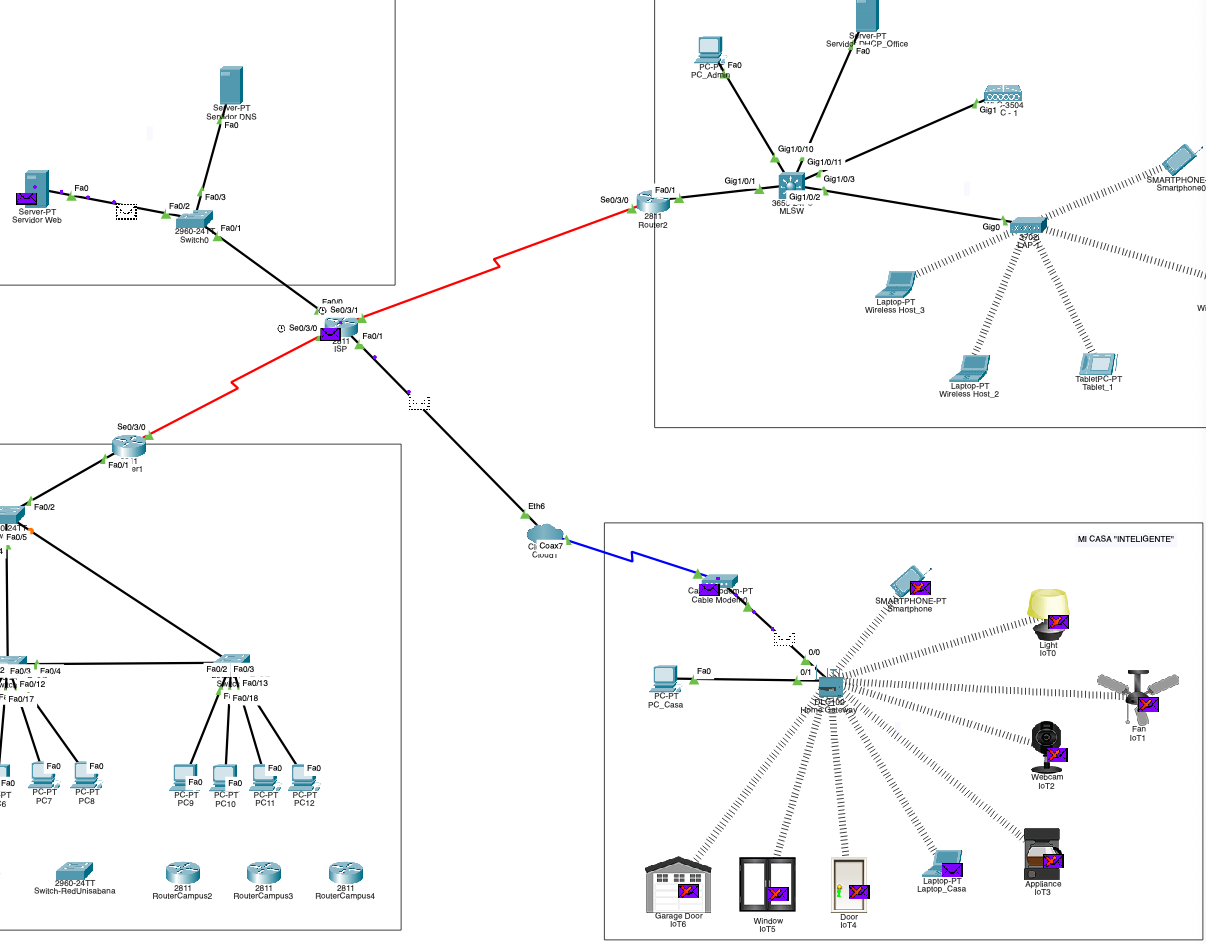 Server-PT
Servidor DNS
Fa0
Fa0
Server-PT
Servidor Web
Fa0/2
Fa0/3
2960-24TT
Switch0
Fa0/1
PC-PT
PC_Admin
Fa0
Server-PT
Servidor DHCP_Office
Fa0
Gig1
-3504
C - 1
Gig1/0/10
Gig1/0/11
Gig1/0/1
Gig1/0/3
Gig1/0/2
MLSW
Se0/3/0
Fa0/1
2811
Router2
Gig0
LAP-1
SMARTPHONE-
Smartphone0
Laptop-PT
Wireless Host_3
Laptop-PT
Wireless Host_2
TabletPC-PT
Tablet_1
Wi
Fa0/0
Se0/3/1
Se0/3/0
Fa0/1
2811
ISP
Se0/3/0
Fa0/1
er1
Fa0/2
Fa0/5
4
Eth6
Coax7
Cloud1
MI CASA "INTELIGENTE"
Cable Modem-PT
Cable Modem0
0/0
0/1
Fa0
PC-PT
PC_Casa
DLC100
Home Gateway
SMARTPHONE-PT
Smartphone
Light
IoT0
Fan
IoT1
Webcam
IoT2
Appliance
IoT3
Laptop-PT
Laptop_Casa
Door
IoT4
Window
IoT5
Garage Door
IoT6
2
Fa0/3
Fa0/4
Fa0/12
Fa0/17
Fa0/2
Fa0/3
Fa0/13
Fa0/18
Fa0
Fa0
Fa0
PC-PT
PC7
PC-PT
PC8
Fa0
Fa0
Fa0
Fa0
PC-PT
PC9
PC-PT
PC10
PC-PT
PC11
PC-PT
PC12
2960-24TT
Switch-RedUnisabana
2811
RouterCampus2
2811
RouterCampus3
2811
RouterCampus4